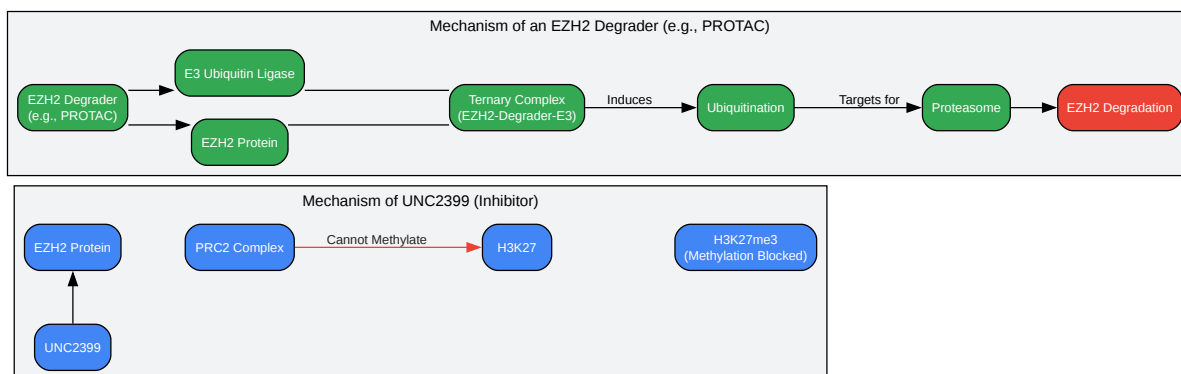 Mechanism of an EZH2 Degrader (e.g., PROTAC)
E3 Ubiquitin Ligase
EZH2 Degrader
(e.g., PROTAC)
EZH2 Protein
Ternary Complex
(EZH2-Degrader-E3)
Induces
Ubiquitination
Targets for
Proteasome
EZH2 Degradation
Mechanism of UNC2399 (Inhibitor)
EZH2 Protein
PRC2 Complex
Cannot Methylate
H3K27
H3K27me3
(Methylation Blocked)
UNC2399